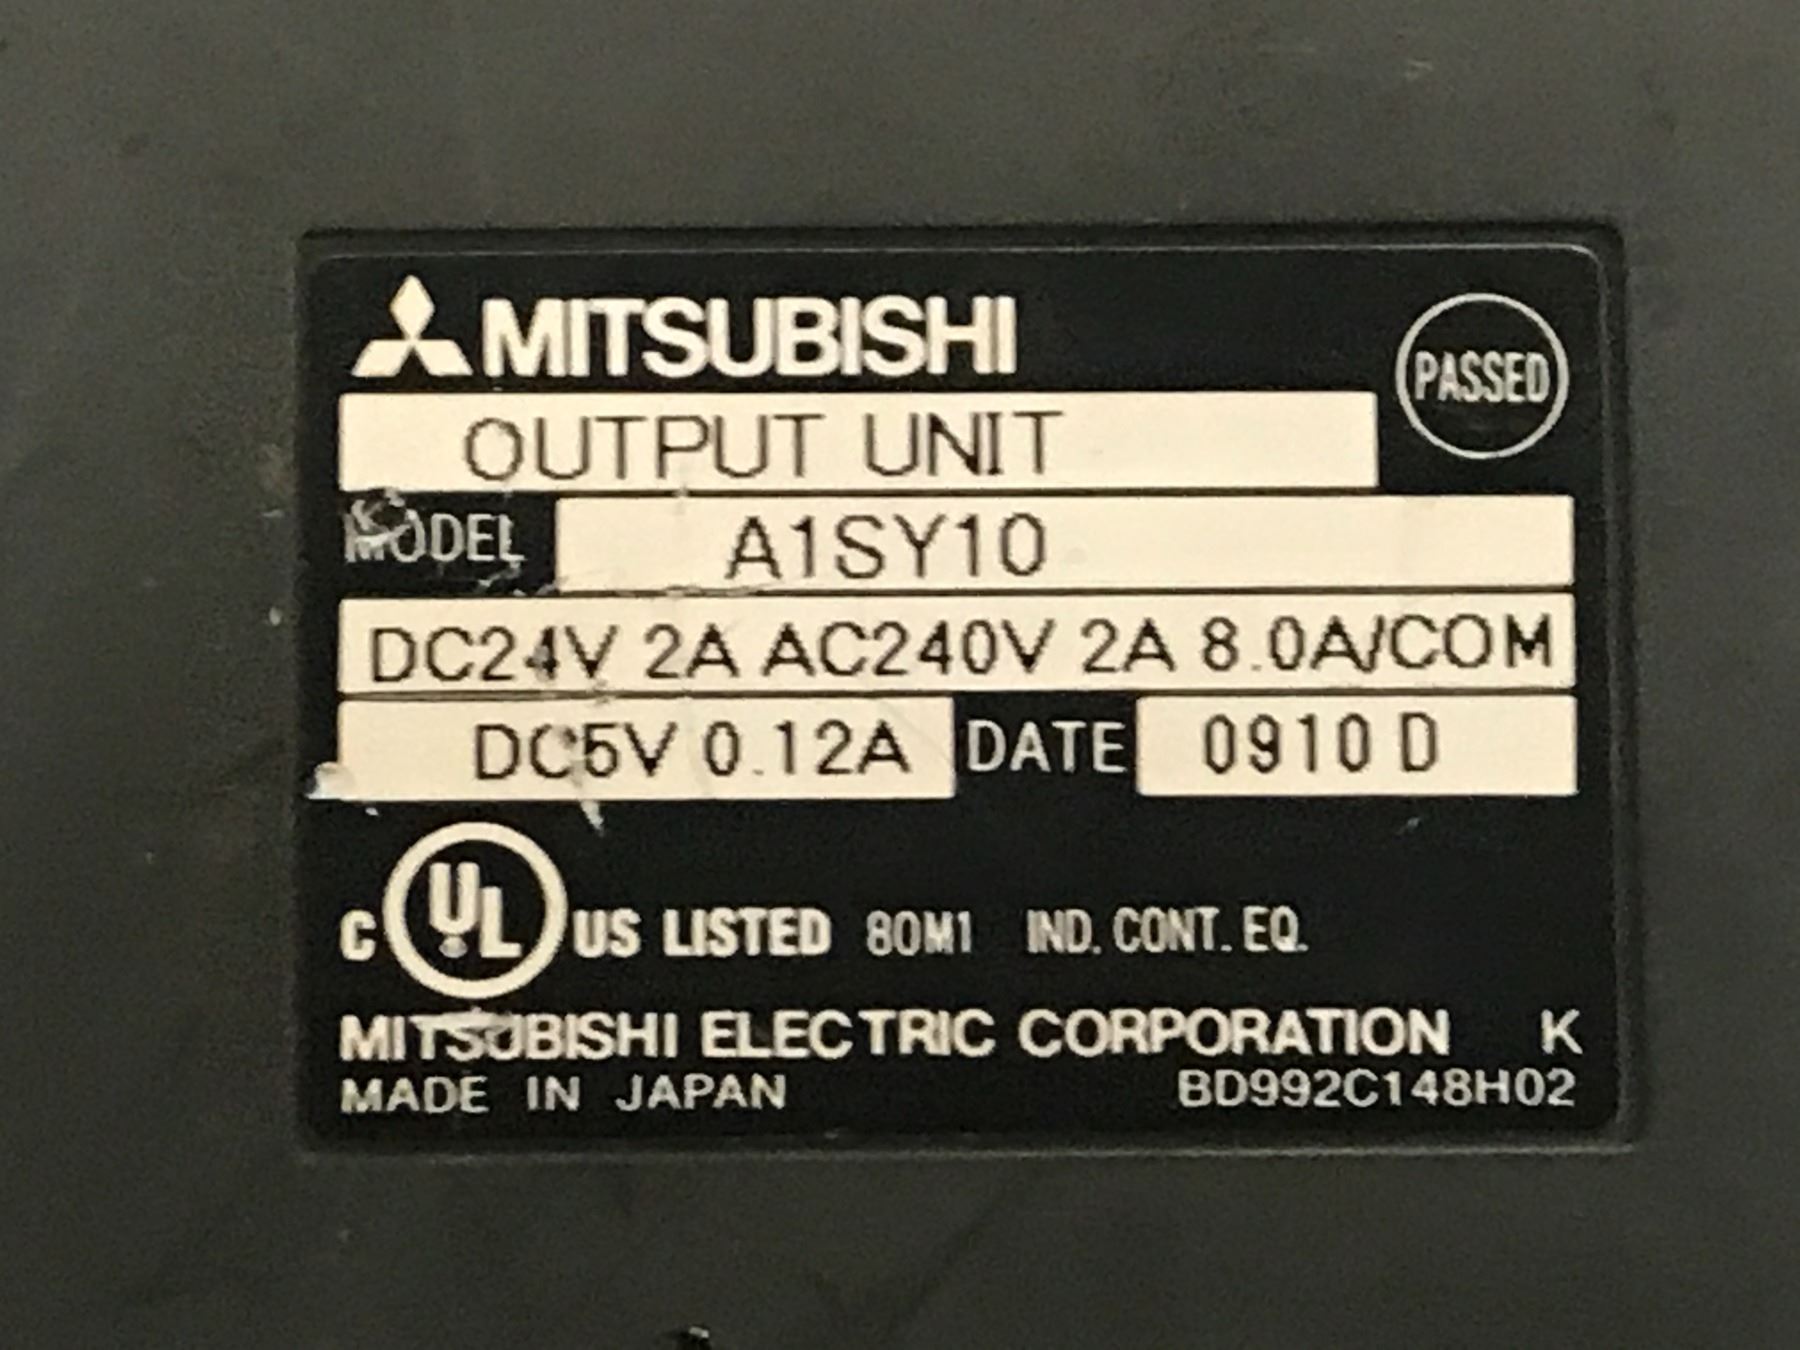 MITSUBISHI
PASSED
OUTPUT UNIT
MODEL A1SY10
DC24V 2A AC240V 2A 8.0A/COM
DC5V 0.12A DATE 0910 D
C UL US LISTED 80M1 IND. CONT. EQ.
MITSUBISHI ELECTRIC CORPORATION K
MADE IN JAPAN BD992C148H02